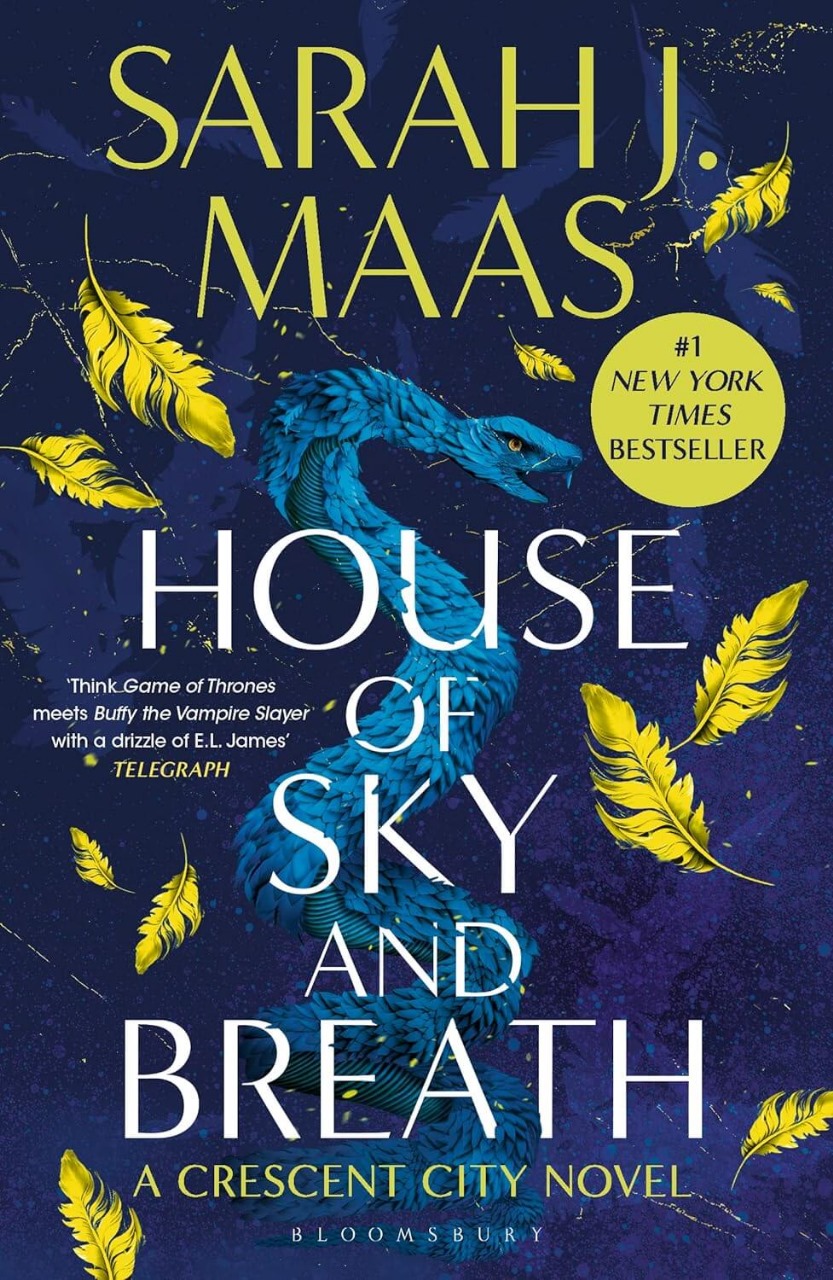 SARAH J.
MAAS
#1
NEW YORK
TIMES
BESTSELLER
HOUSE
OF
SKY
AND
BREATH
'Think Game of Thrones
meets Buffy the Vampire Slayer
with a drizzle of E.L. James'
TELEGRAPH
A CRESCENT CITY NOVEL
BLOOMSBURY